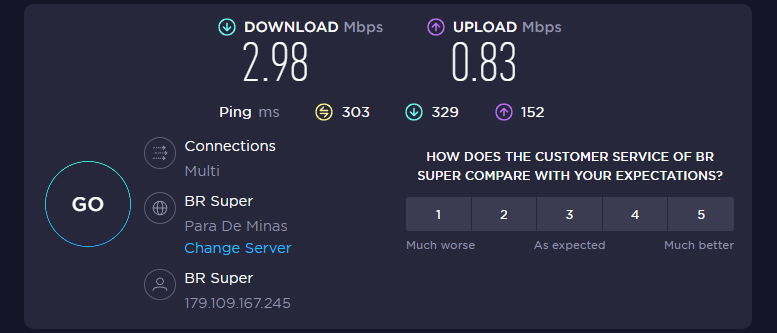 DOWNLOAD Mbps
UPLOAD Mbps
2.98
0.83
Ping ms 303 329 152
Connections
Multi
BR Super
Para De Minas
Change Server
BR Super
179.109.167.245
GO
HOW DOES THE CUSTOMER SERVICE OF BR
SUPER COMPARE WITH YOUR EXPECTATIONS?
1 2 3 4 5
Much worse As expected Much better